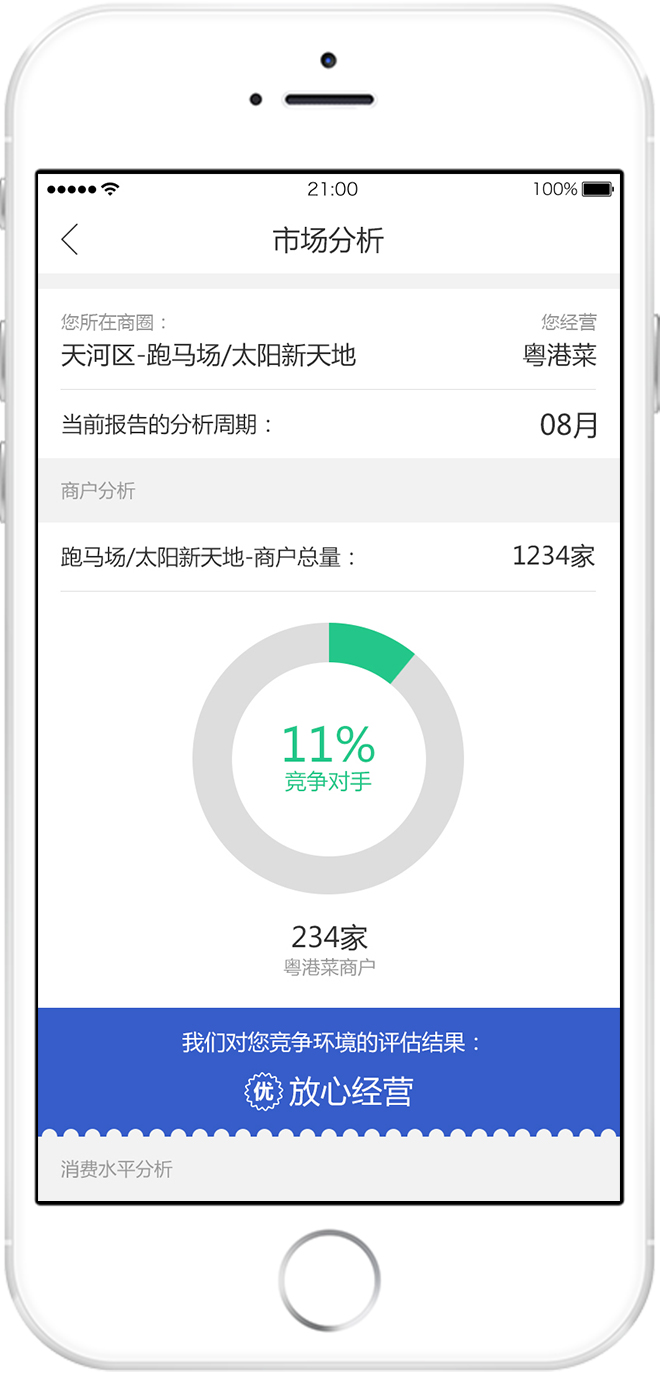 21:00
100%
市场分析
您所在商圈：
您经营
天河区-跑马场/太阳新天地
粤港菜
当前报告的分析周期：
08月
商户分析
跑马场/太阳新天地-商户总量：
1234家
11%
竞争对手
234家
粤港菜商户
我们对您竞争环境的评估结果：
优 放心经营
消费水平分析